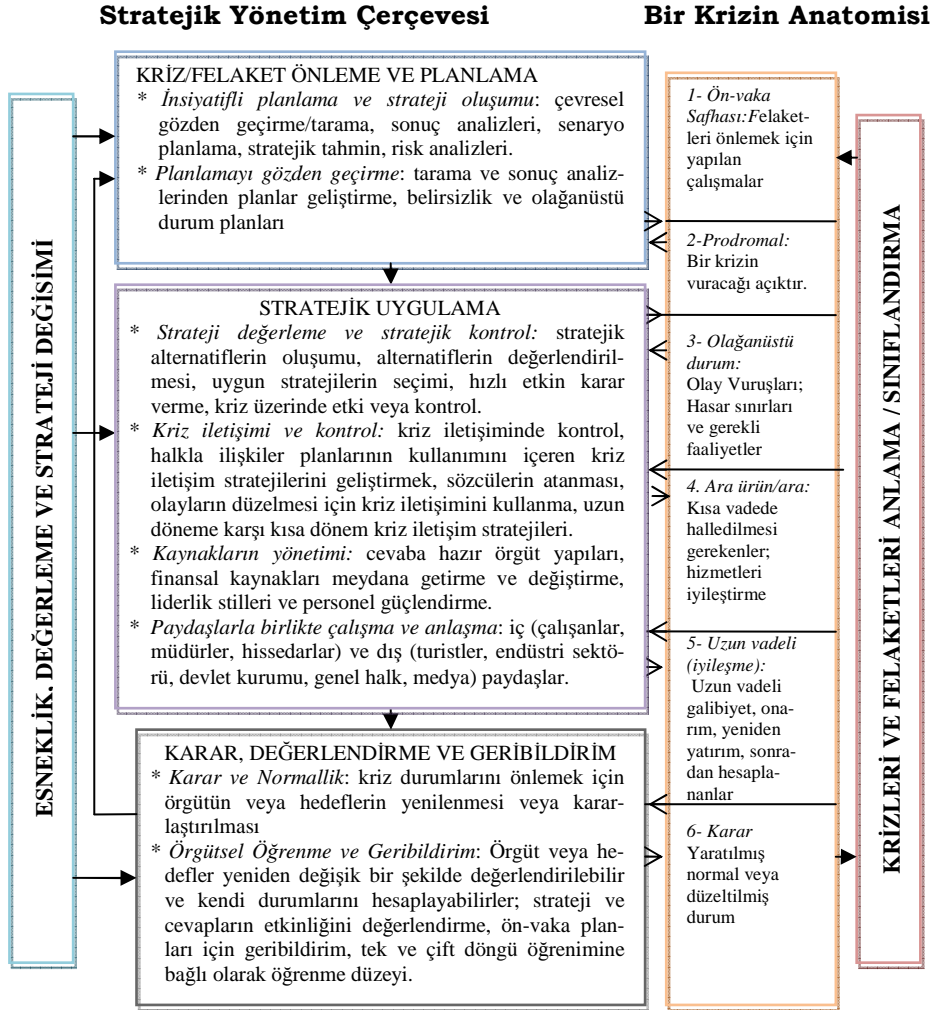 Stratejik Yönetim Çerçevesi
Bir Krizin Anatomisi
ESNEKLİK, DEĞERLEME VE STRATEJİ DEĞİSİMİ
KRİZ/FELAKET ÖNLEME VE PLANLAMA
* İnsiyatifli planlama ve strateji oluşumu: çevresel
gözden geçirme/tarama, sonuç analizleri, senaryo
planlama, stratejik tahmin, risk analizleri.
* Planlamayı gözden geçirme: tarama ve sonuç analiz-
lerinden planlar geliştirme, belirsizlik ve olağanüstü
durum planları
STRATEJİK UYGULAMA
* Strateji değerleme ve stratejik kontrol: stratejik
alternatiflerin oluşumu, alternatiflerin değerlendiril-
mesi, uygun stratejilerin seçimi, hızlı etkin karar
verme, kriz üzerinde etki veya kontrol.
* Kriz iletişimi ve kontrol: kriz iletişiminde kontrol,
halkla ilişkiler planlarının kullanımını içeren kriz
iletişim stratejilerini geliştirmek, sözcülerin atanması,
olayların düzelmesi için kriz iletişimini kullanma, uzun
döneme karşı kısa dönem kriz iletişim stratejileri.
* Kaynakların yönetimi: cevaba hazır örgüt yapıları,
finansal kaynakları meydana getirme ve değiştirme,
liderlik stilleri ve personel güçlendirme.
* Paydaşlarla birlikte çalışma ve anlaşma: iç (çalışanlar,
müdürler, hissedarlar) ve dış (turistler, endüstri sektö-
rü, devlet kurumu, genel halk, medya) paydaşlar.
KARAR, DEĞERLENDİRME VE GERİBİLDİRİM
* Karar ve Normallik: kriz durumlarını önlemek için
örgütün veya hedeflerin yenilenmesi veya karar-
laştırılması
* Örgütsel Öğrenme ve Geribildirim: Örgüt veya he-
defler yeniden değişik bir şekilde değerlendirilebilir
ve kendi durumlarını hesaplayabilirler; strateji ve
cevapların etkinliğini değerlendirme, ön-vaka plan-
ları için geribildirim, tek ve çift döngü öğrenimine
bağlı olarak öğrenme düzeyi.
1- Ön-vaka
Safhası:Felaket-
leri önlemek için
yapılan
çalışmalar
2-Prodromal:
Bir krizin
vuracağı açıktır.
3- Olağanüstü
durum:
Olay Vuruşları;
Hasar sınırları
ve gerekli
faaliyetler
4. Ara ürün/ara:
Kısa vadede
halledilmesi
gerekenler;
hizmetleri
iyileştirme
5- Uzun vadeli
(iyileşme):
Uzun vadeli
galibiyet, ona-
rım, yeniden
yatırım, sonra-
dan hesapla-
nanlar
6- Karar
Yaratılmış
normal veya
düzeltilmiş
durum
KRİZLERİ VE FELAKETLERİ ANLAMA / SINIFLANDIRMA